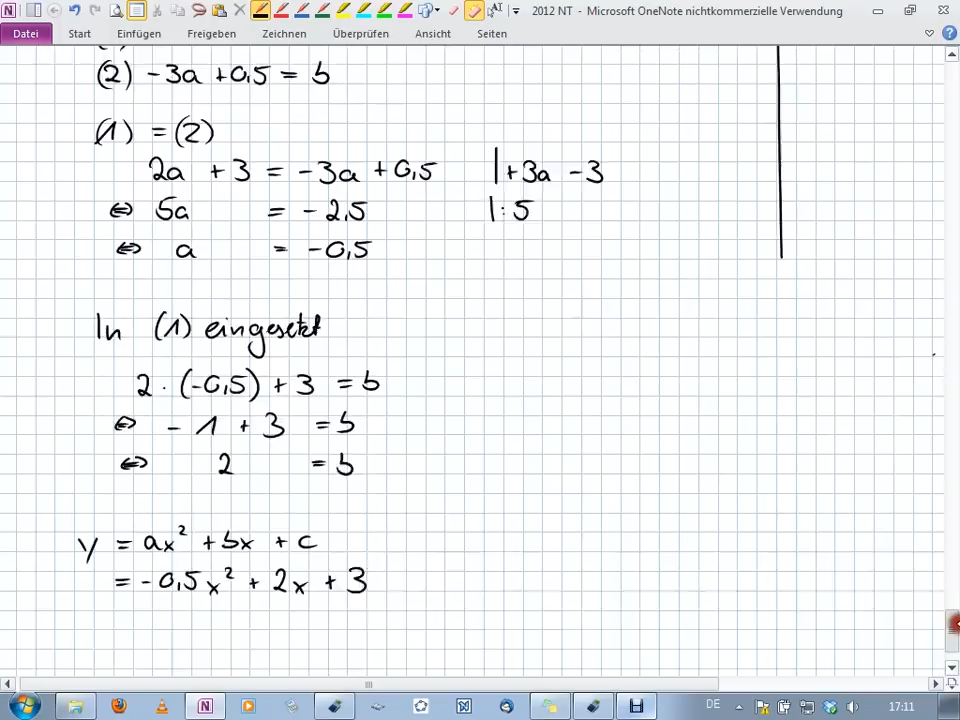 2012 NT - Microsoft OneNote nichtkommerzielle Verwendung
Datei Start Einfügen Freigeben Zeichnen Überprüfen Ansicht Seiten
(2) -3a +0,5 = b
(1) = (2)
2a + 3 = -3a + 0,5 | +3a -3
⇔ 5a = -2,5 | : 5
⇔ a = -0,5
In (1) eingesetzt
2 · (-0,5) + 3 = b
⇔ -1 + 3 = b
⇔ 2 = b
y = ax² + bx + c
= -0,5x² + 2x + 3
DE 17:11